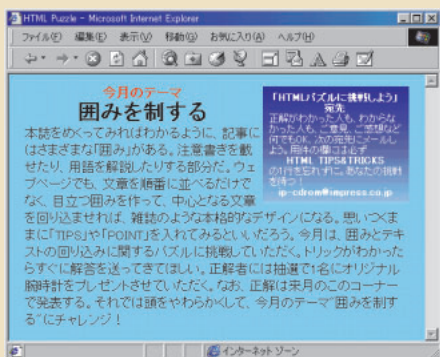 HTML Puzzle - Microsoft Internet Explorer
ファイル(F) 編集(E) 表示(V) 移動(G) お気に入り(A) ヘルプ(H)
今月のテーマ
囲みを制する
本誌をめくってみればわかるように、記事に
はさまざまな「囲み」がある。注意書きを載
せたり、用語を解説したりする部分だ。ウェ
ブページでも、文章を順番に並べるだけで
なく、目立つ囲みを作って、中心となる文章
を回り込ませれば、雑誌のような本格的なデザインになる。思いつくま
まに「TIPS」や「POINT」を入れてみるといいだろう。今月は、囲みとテキ
ストの回り込みに関するパズルに挑戦していただく。トリックがわかった
らすぐに解答を送ってきてほしい。正解者には抽選で1名にオリジナル
腕時計をプレゼントさせていただく。なお、正解は来月のこのコーナー
で発表する。それでは頭をやわらかくして、今月のテーマ"囲みを制す
る"にチャレンジ！
「HTMLパズルに挑戦しよう」
宛先
正解がわかった人も、わからな
かった人も、ご意見、ご感想など
何でもOK、次の宛先にメールし
よう。用件の欄には必ず
HTML TIPS&TRICKS
の1行を忘れずに。あなたの挑戦
を待つ！
ip-cdrom@impress.co.jp
インターネット ゾーン